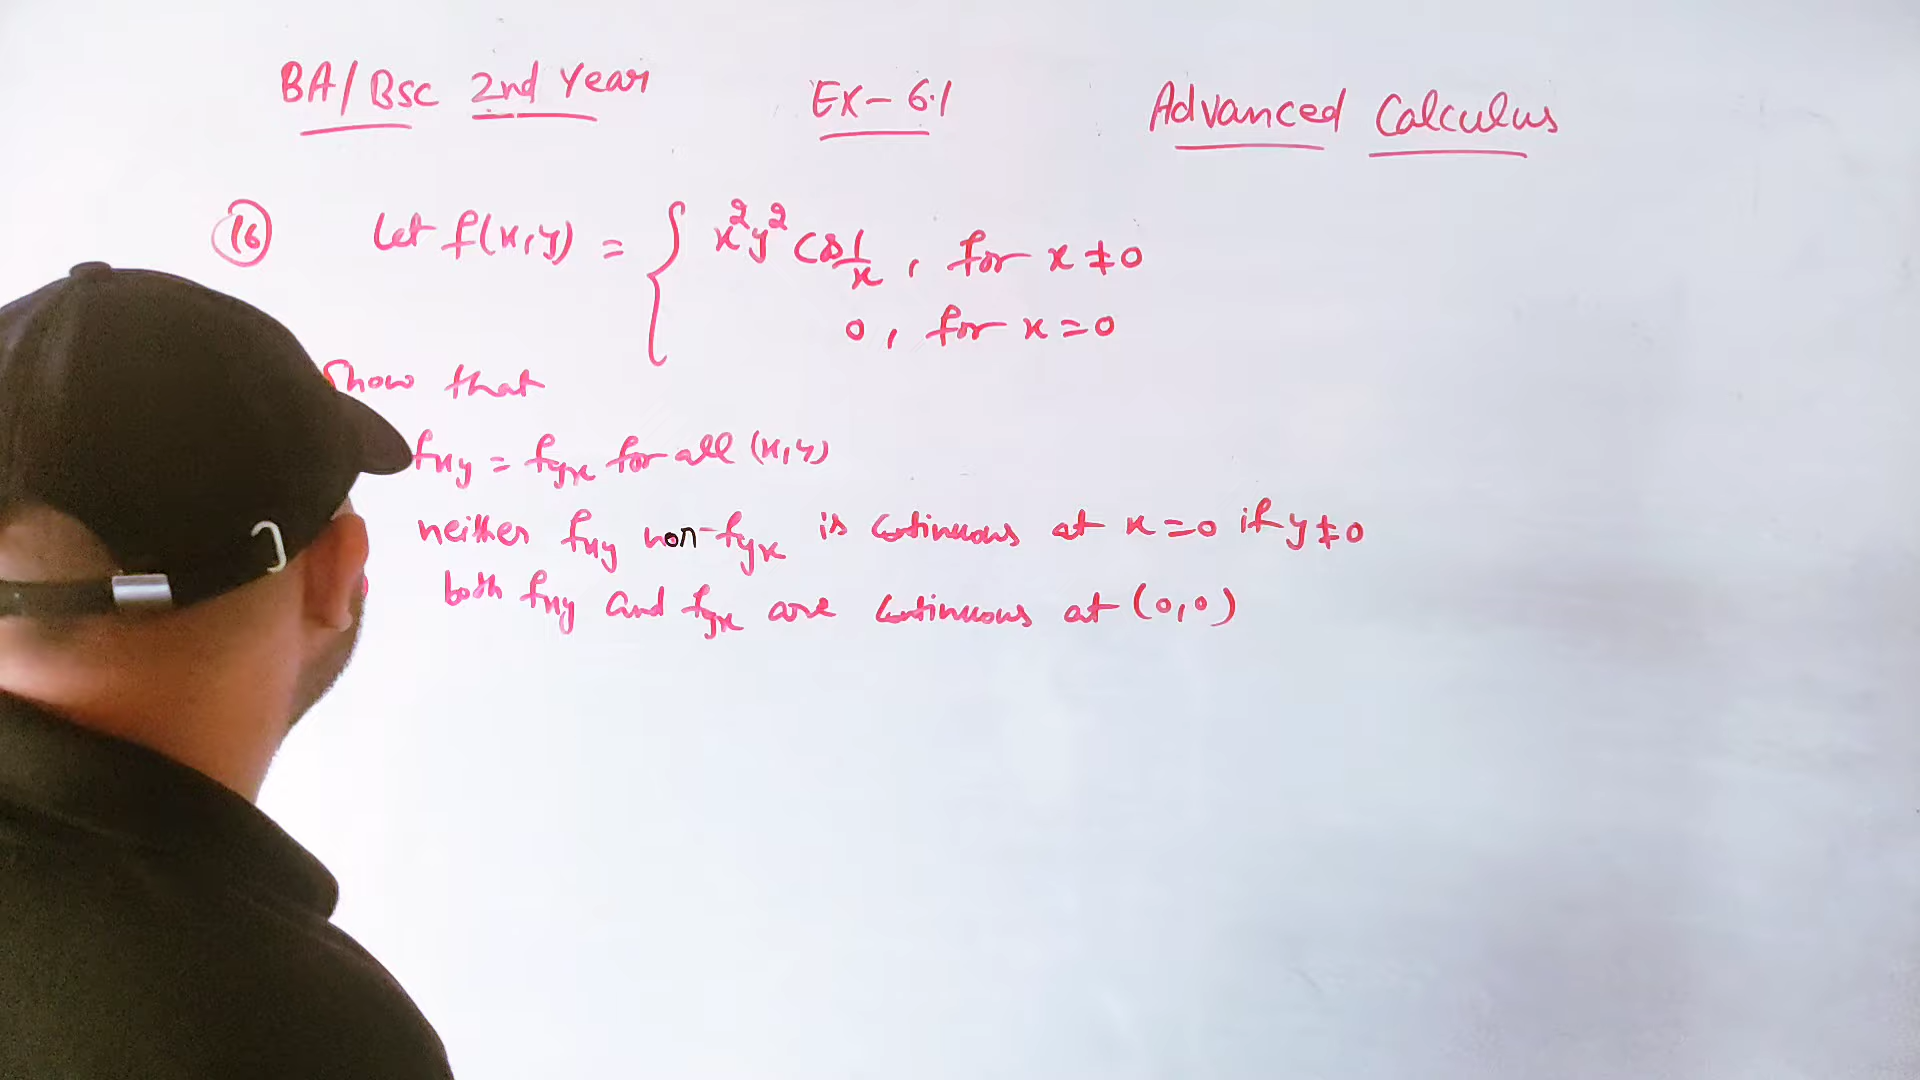 BA/BSC 2nd Year EX-6.1 Advanced Calculus
(16) Let f(x,y) = { x²y² cos 1/x , for x ≠ 0
0 , for x = 0
Show that
fxy = fyx for all (x,y)
neither fxy non fyx is continuous at x = 0 if y ≠ 0
both fxy and fyx are continuous at (0,0)